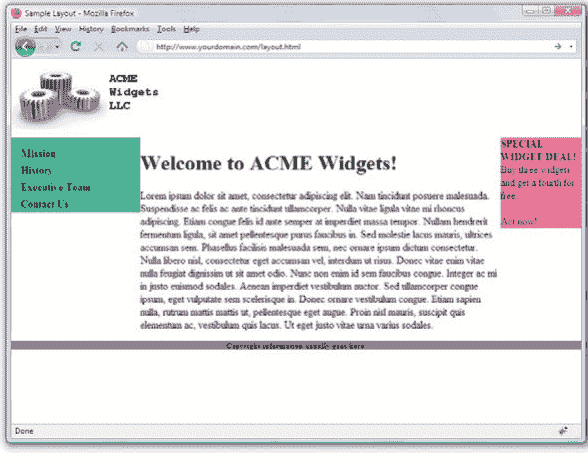 Sample Layout - Mozilla Firefox
File Edit View History Bookmarks Tools Help
http://www.yourdomain.com/layout.html
ACME
Widgets
LLC
Mission
History
Executive Team
Contact Us
Welcome to ACME Widgets!
Lorem ipsum dolor sit amet, consectetur adipiscing elit. Nam tincidunt posuere malesuada.
Suspendisse ac felis ac ante tincidunt ullamcorper. Nulla vitae ligula vitae mi rhoncus
adipiscing. Etiam congue felis id ante semper at imperdiet massa tempus. Aenean hendrerit
fermentum ligula, sit amet pellentesque purus faucibus in. Sed molestie lacus mauris, ultrices
accumsan sem. Phasellus facilisis malesuada sem, nec ornare ipsum dictum consectetur.
Nulla libero nisl, consectetur eget accumsan vel, interdum ut risus. Donec vitae enim vitae
nulla feugiat dignissim ut sit amet odio. Nunc non enim id sem faucibus congue. Integer ac mi
in justo euismod sodales. Aenean imperdiet vestibulum auctor. Sed ullamcorper congue
ipsum, eget vulputate sem scelerisque in. Donec ornare vestibulum congue. Etiam sapien
nulla, rutrum mattis mattis ut, pellentesque eget augue. Proin nisl mauris, suscipit quis
elementum ac, vestibulum quis lacus. Ut eget justo vitae urna varius sodales.
SPECIAL
WIDGET DEAL!
Buy three widgets
and get a fourth for
free.
Act now!
Copyright information usually goes here
Done